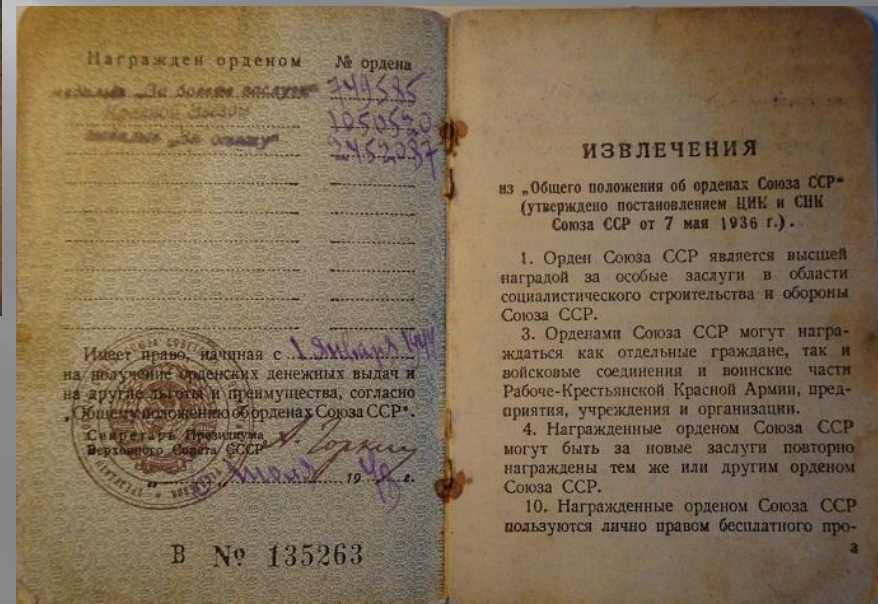 Награжден орденом № ордена
медалью „За боевые заслуги“ 749585
Красной Звезды 1050520
медалью „За отвагу“ 2452087
Имеет право, начиная с 1 Января
на получение орденских денежных выдач и
на другие льготы и преимущества, согласно
„Общему положению об орденах Союза ССР“.
Секретарь Президиума
Верховного Совета СССР А. Горкин
19 г.
В № 135263
ИЗВЛЕЧЕНИЯ
из „Общего положения об орденах Союза ССР“
(утверждено постановлением ЦИК и СНК
Союза ССР от 7 мая 1936 г.).
1. Орден Союза ССР является высшей
наградой за особые заслуги в области
социалистического строительства и обороны
Союза ССР.
3. Орденами Союза ССР могут награ-
ждаться как отдельные граждане, так и
войсковые соединения и воинские части
Рабоче-Крестьянской Красной Армии, пред-
приятия, учреждения и организации.
4. Награжденные орденом Союза ССР
могут быть за новые заслуги повторно
награждены тем же или другим орденом
Союза ССР.
10. Награжденные орденом Союза ССР
пользуются лично правом бесплатного про-
3